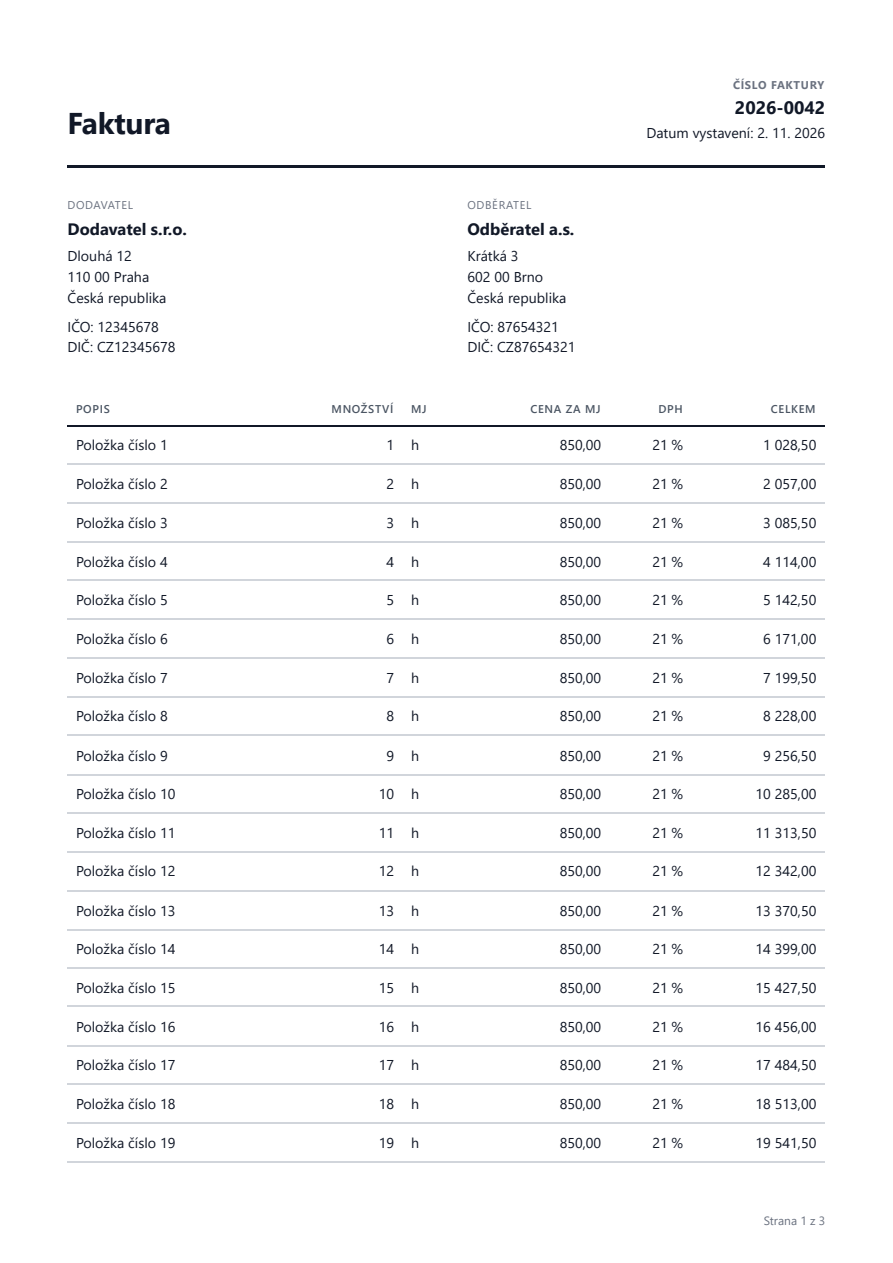 Faktura
ČÍSLO FAKTURY
2026-0042
Datum vystavení: 2. 11. 2026
DODAVATEL
Dodavatel s.r.o.
Dlouhá 12
110 00 Praha
Česká republika
IČO: 12345678
DIČ: CZ12345678
ODBĚRATEL
Odběratel a.s.
Krátká 3
602 00 Brno
Česká republika
IČO: 87654321
DIČ: CZ87654321
POPIS MNOŽSTVÍ MJ CENA ZA MJ DPH CELKEM
Položka číslo 1 1 h 850,00 21 % 1 028,50
Položka číslo 2 2 h 850,00 21 % 2 057,00
Položka číslo 3 3 h 850,00 21 % 3 085,50
Položka číslo 4 4 h 850,00 21 % 4 114,00
Položka číslo 5 5 h 850,00 21 % 5 142,50
Položka číslo 6 6 h 850,00 21 % 6 171,00
Položka číslo 7 7 h 850,00 21 % 7 199,50
Položka číslo 8 8 h 850,00 21 % 8 228,00
Položka číslo 9 9 h 850,00 21 % 9 256,50
Položka číslo 10 10 h 850,00 21 % 10 285,00
Položka číslo 11 11 h 850,00 21 % 11 313,50
Položka číslo 12 12 h 850,00 21 % 12 342,00
Položka číslo 13 13 h 850,00 21 % 13 370,50
Položka číslo 14 14 h 850,00 21 % 14 399,00
Položka číslo 15 15 h 850,00 21 % 15 427,50
Položka číslo 16 16 h 850,00 21 % 16 456,00
Položka číslo 17 17 h 850,00 21 % 17 484,50
Položka číslo 18 18 h 850,00 21 % 18 513,00
Položka číslo 19 19 h 850,00 21 % 19 541,50
Strana 1 z 3